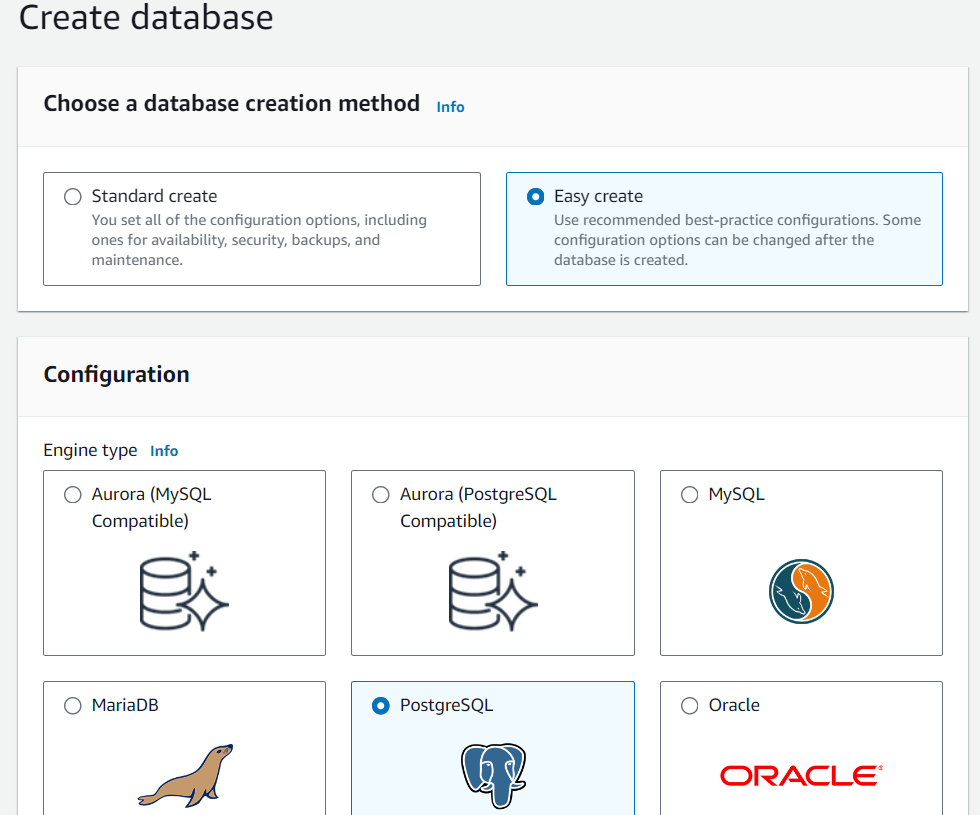 Create database
Choose a database creation method Info
Standard create
You set all of the configuration options, including
ones for availability, security, backups, and
maintenance.
Easy create
Use recommended best-practice configurations. Some
configuration options can be changed after the
database is created.
Configuration
Engine type Info
Aurora (MySQL
Compatible)
Aurora (PostgreSQL
Compatible)
MySQL
MariaDB
PostgreSQL
Oracle
ORACLE®